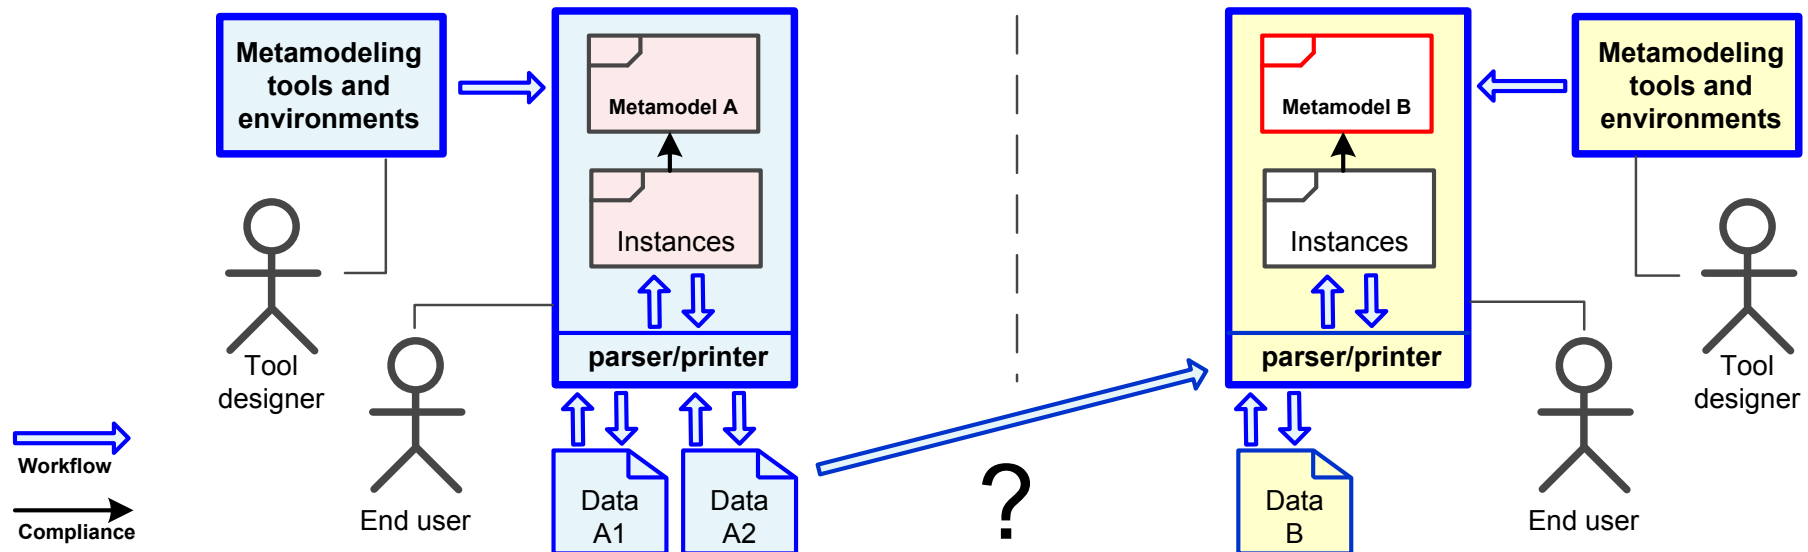 Metamodeling
tools and
environments
Metamodel A
Instances
parser/printer
Tool
designer
End user
Data
A1
Data
A2
Workflow
Compliance
?
Metamodel B
Instances
parser/printer
Data
B
Metamodeling
tools and
environments
Tool
designer
End user